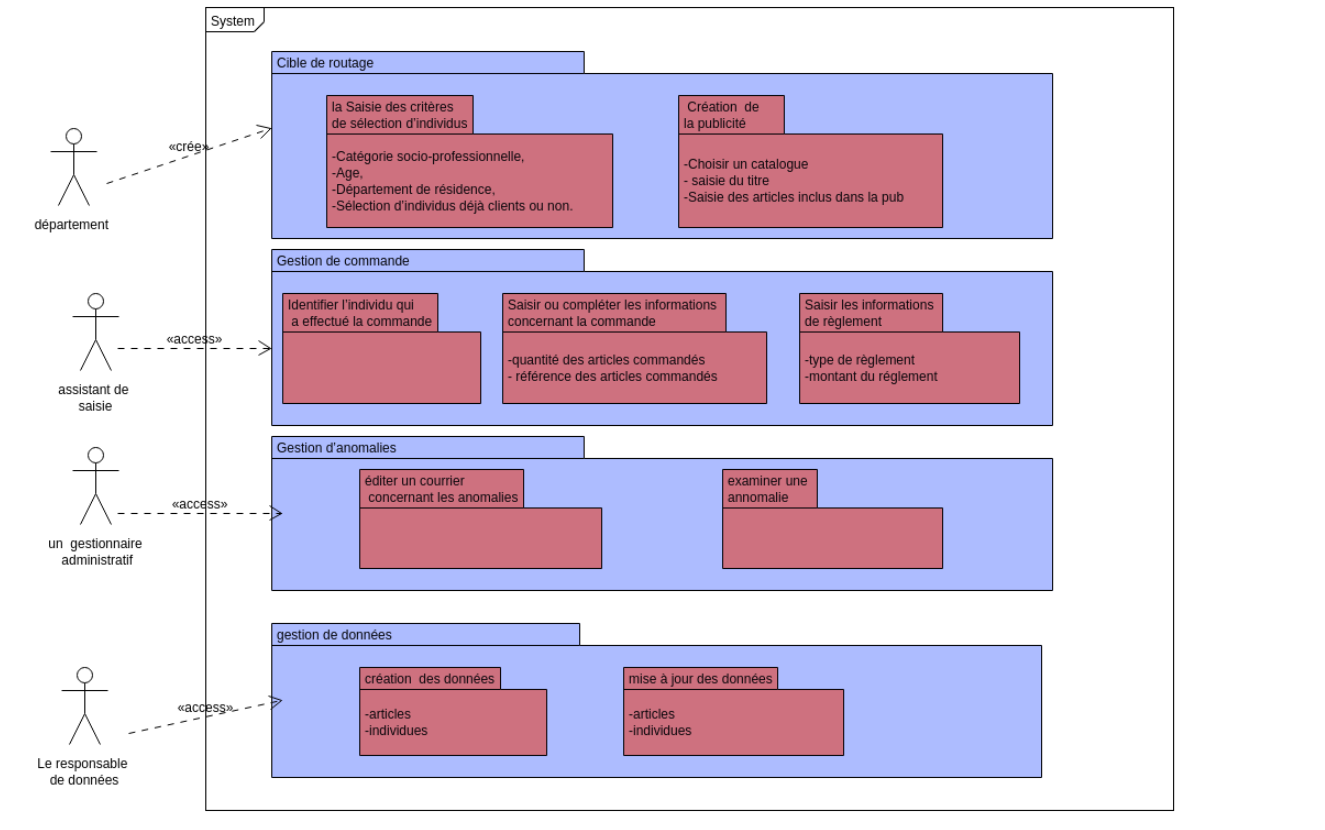 System
Cible de routage
la Saisie des critères
de sélection d'individus
-Catégorie socio-professionnelle,
-Age,
-Département de résidence,
-Sélection d'individus déjà clients ou non.
Création de
la publicité
-Choisir un catalogue
- saisie du titre
-Saisie des articles inclus dans la pub
«crée»
département
Gestion de commande
Identifier l'individu qui
a effectué la commande
Saisir ou compléter les informations
concernant la commande
-quantité des articles commandés
- référence des articles commandés
Saisir les informations
de règlement
-type de règlement
-montant du réglement
«access»
assistant de
saisie
Gestion d'anomalies
éditer un courrier
concernant les anomalies
examiner une
annomalie
«access»
un gestionnaire
administratif
gestion de données
création des données
-articles
-individues
mise à jour des données
-articles
-individues
«access»
Le responsable
de données